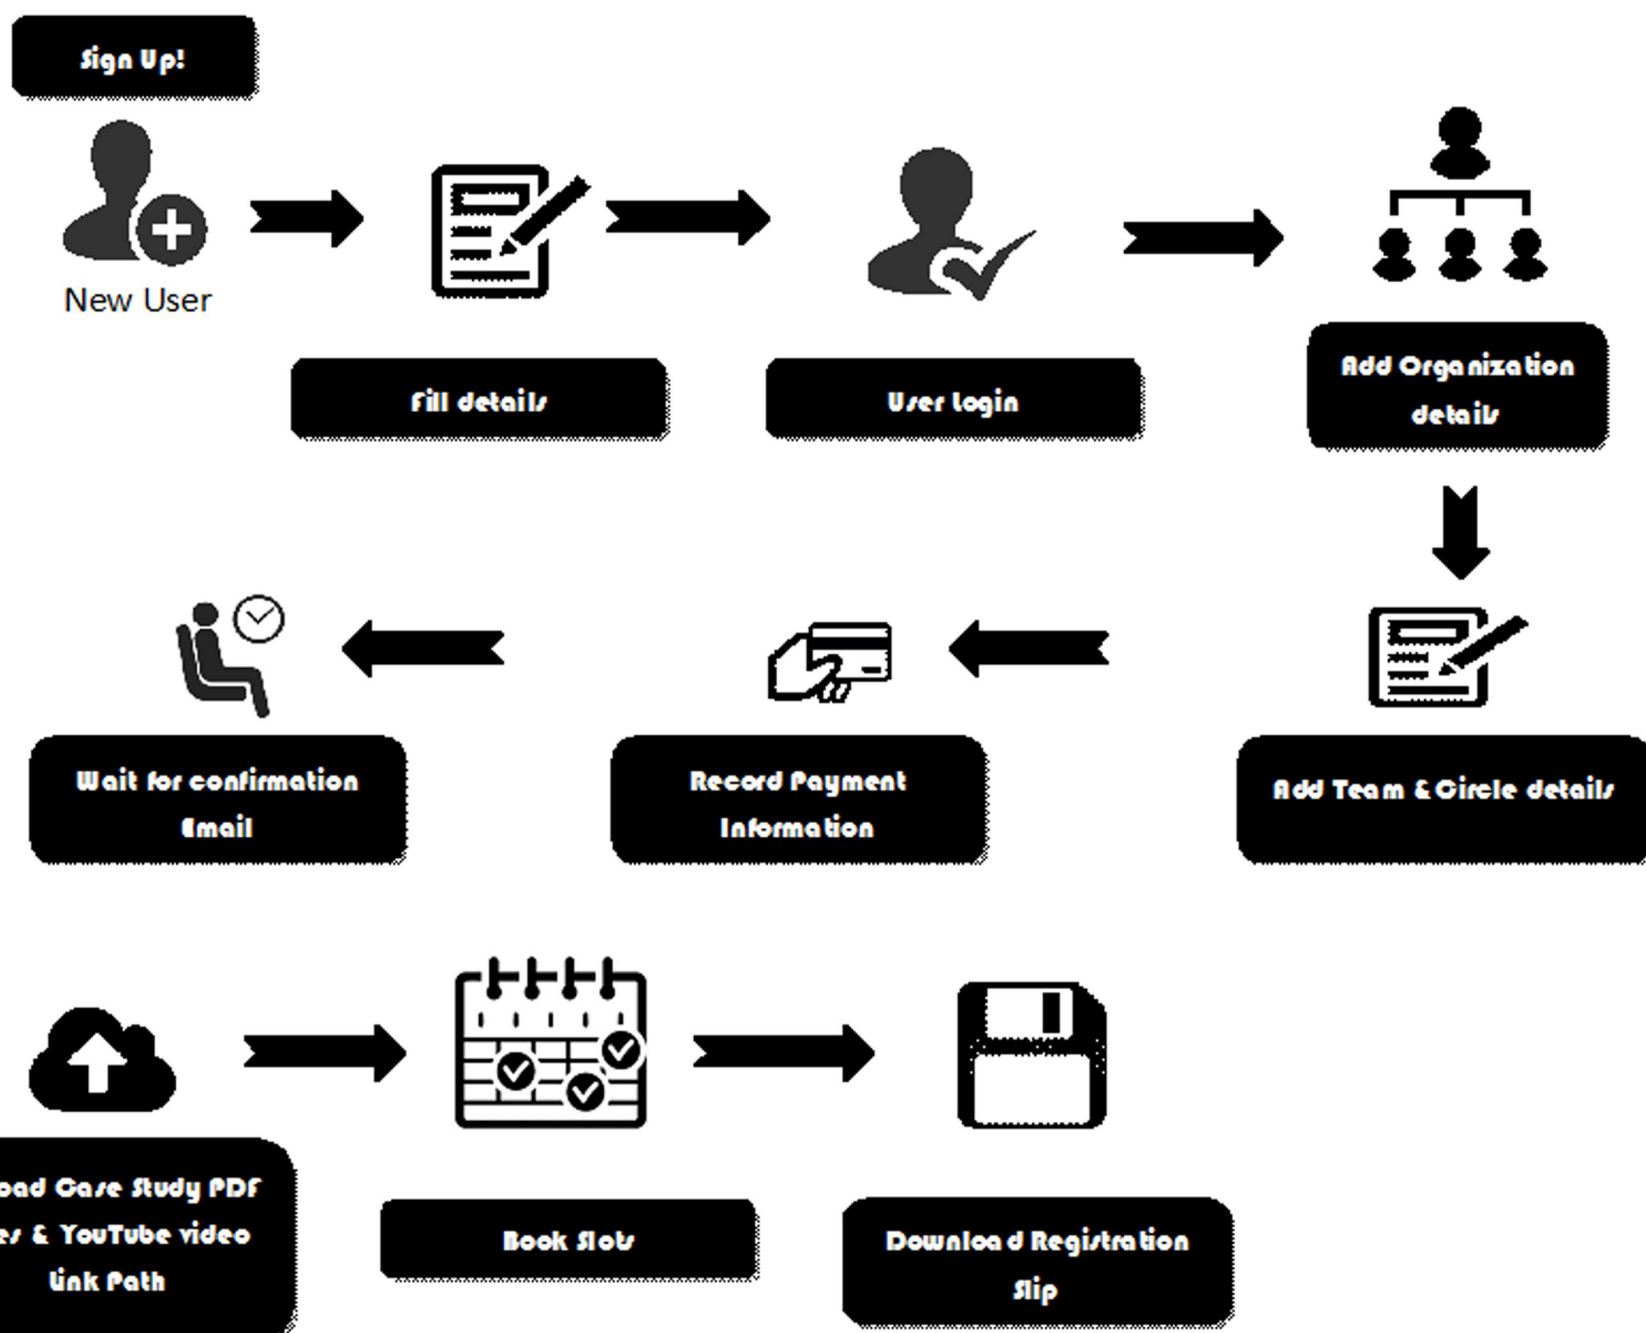 Sign Up!
New User
Fill details
User Login
Add Organization
details
Wait for confirmation
Email
Record Payment
Information
Add Team & Circle details
Case Study PDF
& YouTube video
Link Path
Book Slots
Download Registration
Slip